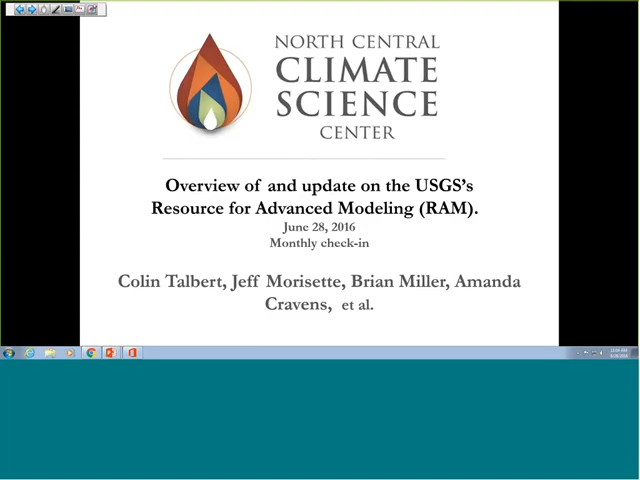 NORTH CENTRAL
CLIMATE
SCIENCE
CENTER
Overview of and update on the USGS's
Resource for Advanced Modeling (RAM).
June 28, 2016
Monthly check-in
Colin Talbert, Jeff Morisette, Brian Miller, Amanda
Cravens, et al.